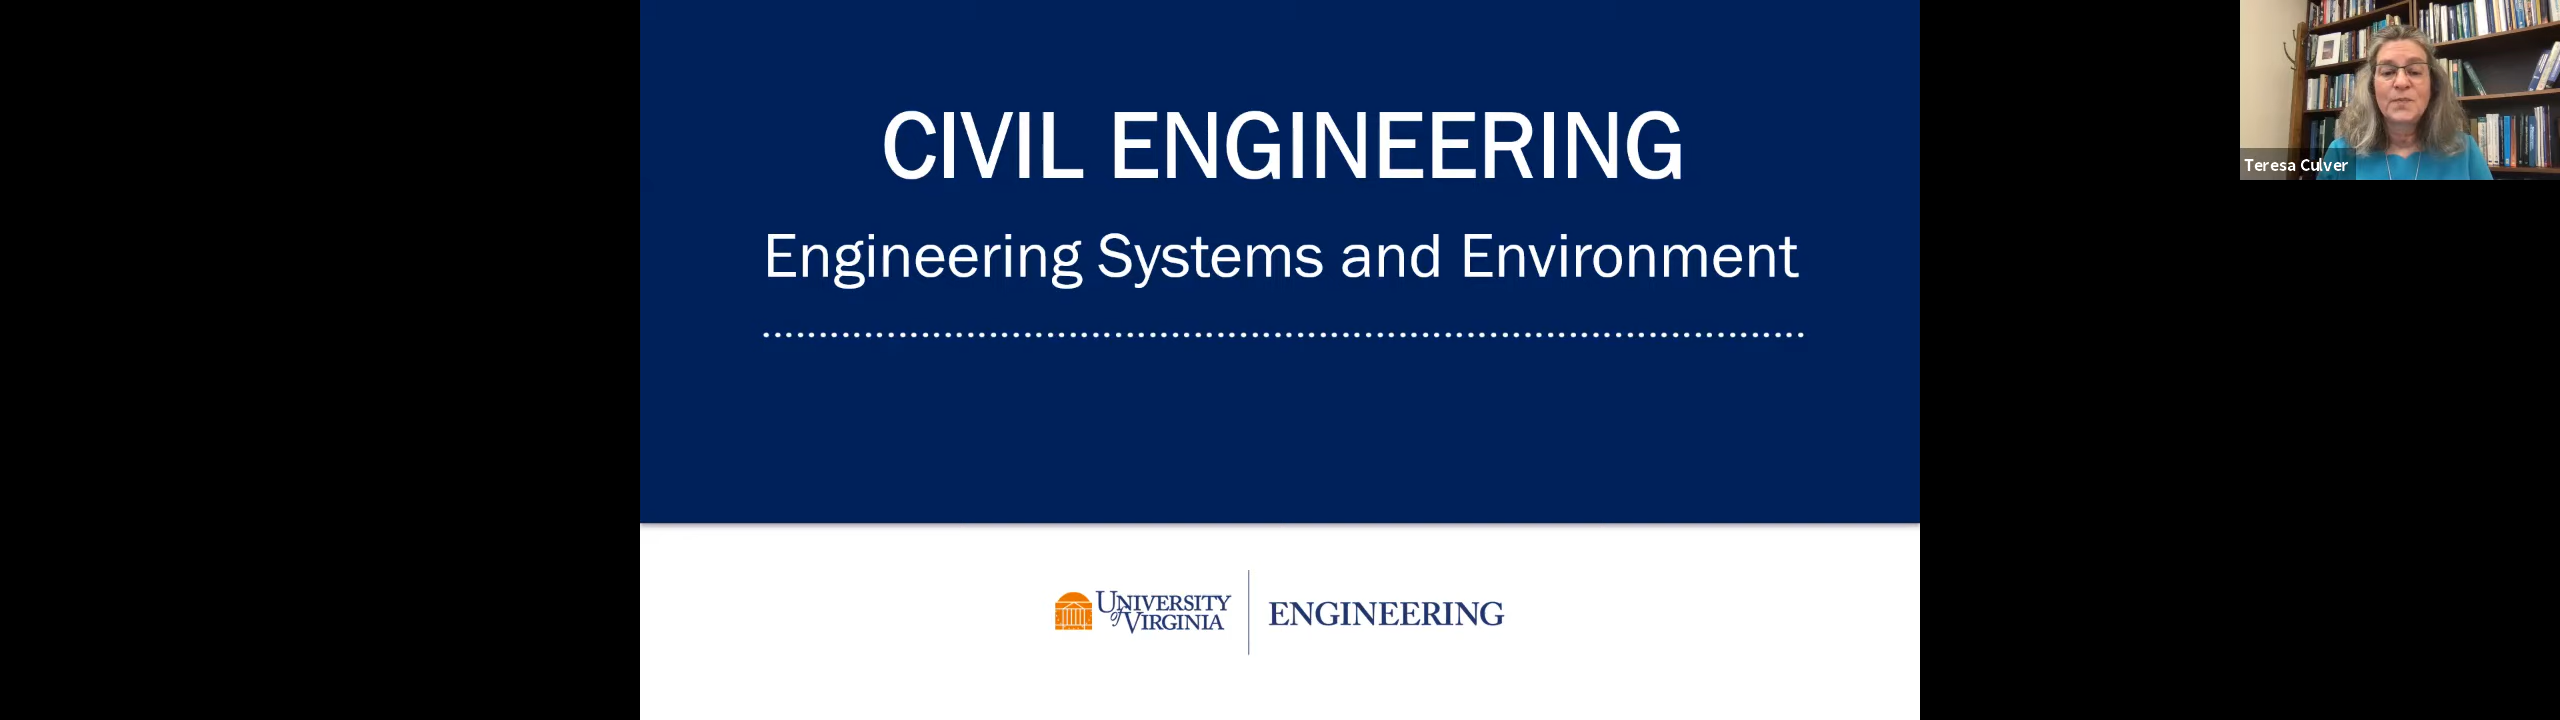 CIVIL ENGINEERING
Engineering Systems and Environment
UNIVERSITY
of VIRGINIA
ENGINEERING
Teresa Culver